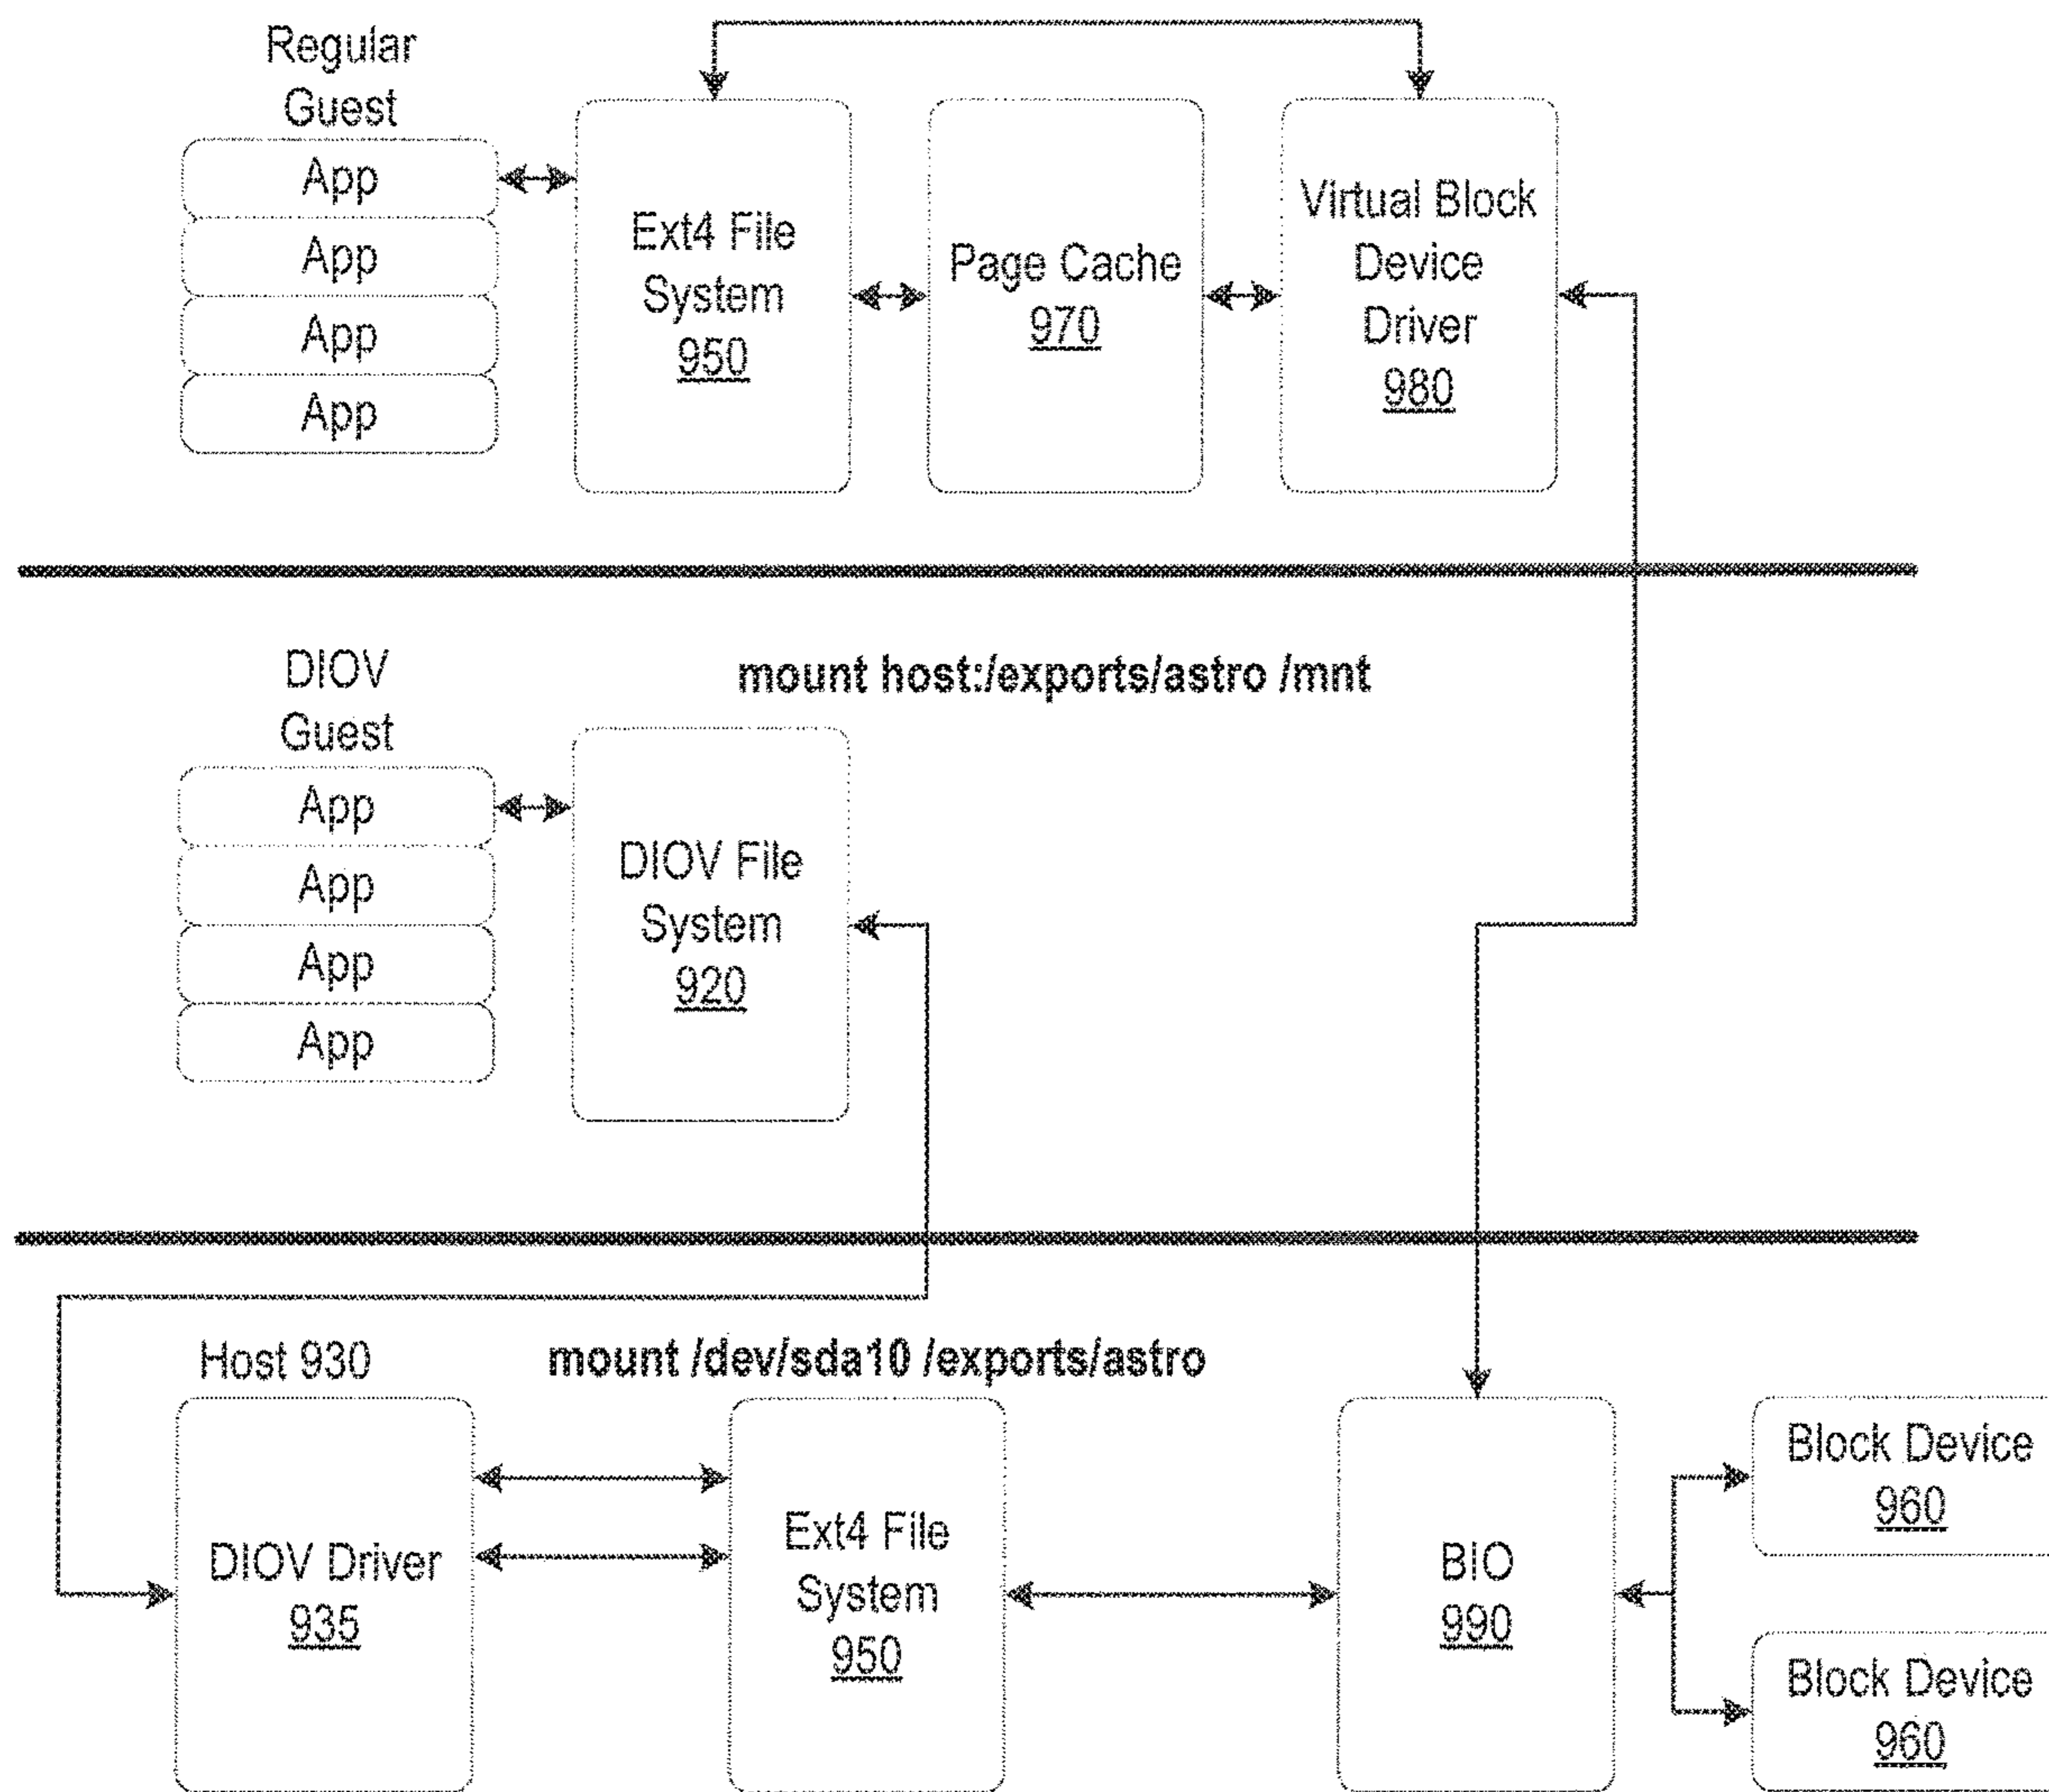 Regular
Guest
App
App
App
App
Ext4 File
System
950
Page Cache
970
Virtual Block
Device
Driver
980
DIOV
Guest
mount host:/exports/astro /mnt
App
App
App
App
DIOV File
System
920
Host 930
mount /dev/sda10 /exports/astro
DIOV Driver
935
Ext4 File
System
950
BIO
990
Block Device
960
Block Device
960